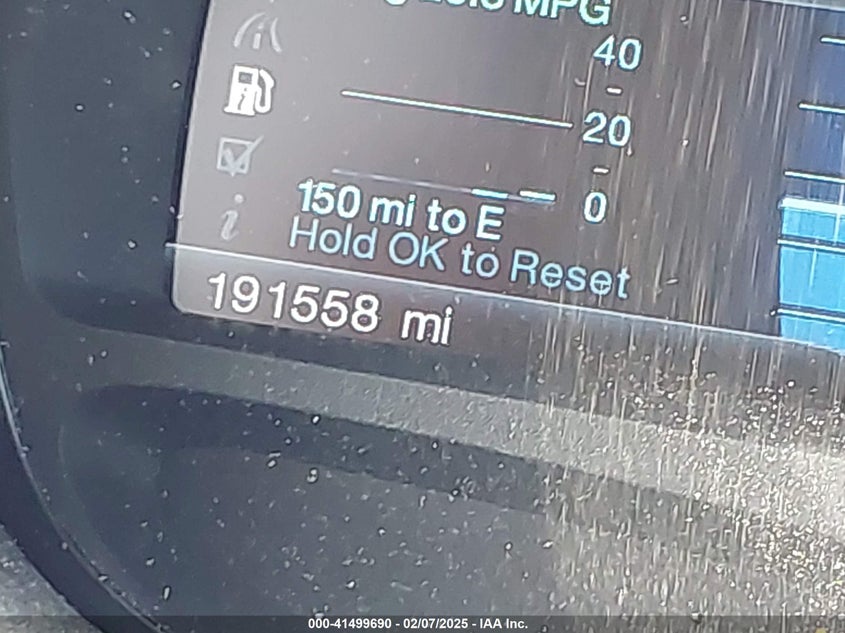 MPG
40
20
0
150 mi to E
Hold OK to Reset
191558 mi
000-41499690 - 02/07/2025 - IAA Inc.